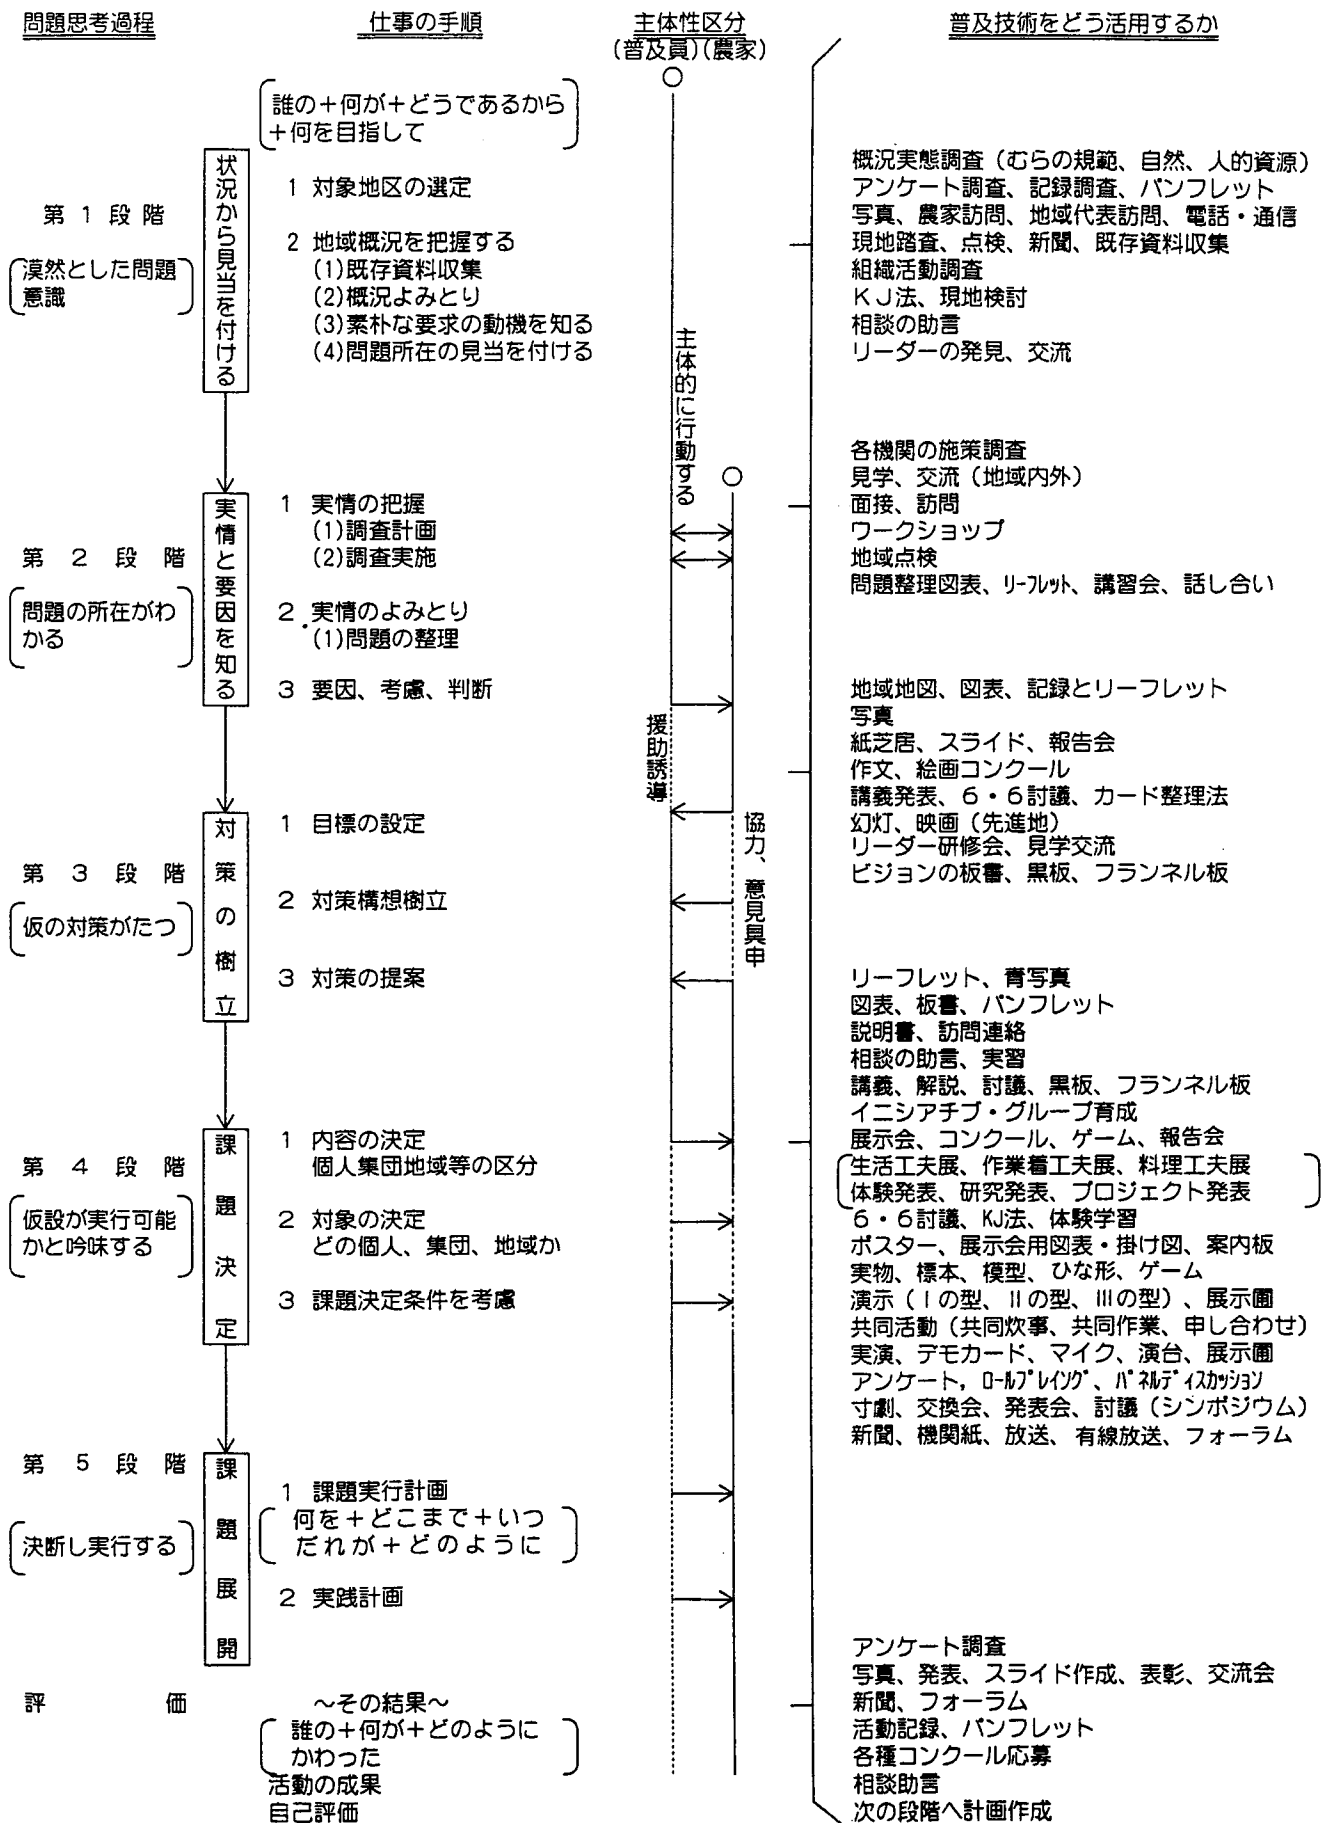 問題思考過程
仕事の手順
主体性区分
(普及員)(農家)
普及技術をどう活用するか
誰の＋何が＋どうであるから
＋何を目指して
第１段階
漠然とした問題
意識
状況から見当を付ける
1 対象地区の選定
2 地域概況を把握する
(1)既存資料収集
(2)概況よみとり
(3)素朴な要求の動機を知る
(4)問題所在の見当を付ける
主体的に行動する
概況実態調査（むらの規範、自然、人的資源）
アンケート調査、記録調査、パンフレット
写真、農家訪問、地域代表訪問、電話・通信
現地踏査、点検、新聞、既存資料収集
組織活動調査
ＫＪ法、現地検討
相談の助言
リーダーの発見、交流
第２段階
問題の所在がわ
かる
実情と要因を知る
1 実情の把握
(1)調査計画
(2)調査実施
2 実情のよみとり
(1)問題の整理
3 要因、考慮、判断
援助誘導
各機関の施策調査
見学、交流（地域内外）
面接、訪問
ワークショップ
地域点検
問題整理図表、ﾘｰﾌﾚｯﾄ、講習会、話し合い
第３段階
仮の対策がたつ
対策の樹立
1 目標の設定
2 対策構想樹立
3 対策の提案
協力、意見具申
地域地図、図表、記録とリーフレット
写真
紙芝居、スライド、報告会
作文、絵画コンクール
講義発表、６・６討議、カード整理法
幻灯、映画（先進地）
リーダー研修会、見学交流
ビジョンの板書、黒板、フランネル板
第４段階
仮設が実行可能
かと吟味する
課題決定
1 内容の決定
個人集団地域等の区分
2 対象の決定
どの個人、集団、地域か
3 課題決定条件を考慮
リーフレット、青写真
図表、板書、パンフレット
説明書、訪問連絡
相談の助言、実習
講義、解説、討議、黒板、フランネル板
イニシアチブ・グループ育成
展示会、コンクール、ゲーム、報告会
生活工夫展、作業着工夫展、料理工夫展
体験発表、研究発表、プロジェクト発表
６・６討議、KJ法、体験学習
ポスター、展示会用図表・掛け図、案内板
実物、標本、模型、ひな形、ゲーム
演示（Ⅰの型、Ⅱの型、Ⅲの型）、展示圃
共同活動（共同炊事、共同作業、申し合わせ）
実演、デモカード、マイク、演台、展示圃
アンケート，ﾛｰﾙﾌﾟﾚｲﾝｸﾞ、ﾊﾟﾈﾙﾃﾞｨｽｶｯｼｮﾝ
寸劇、交換会、発表会、討議（シンポジウム）
新聞、機関紙、放送、有線放送、フォーラム
第５段階
決断し実行する
課題展開
1 課題実行計画
何を＋どこまで＋いつ
だれが＋どのように
2 実践計画
評価
～その結果～
誰の＋何が＋どのように
かわった
活動の成果
自己評価
アンケート調査
写真、発表、スライド作成、表彰、交流会
新聞、フォーラム
活動記録、パンフレット
各種コンクール応募
相談助言
次の段階へ計画作成